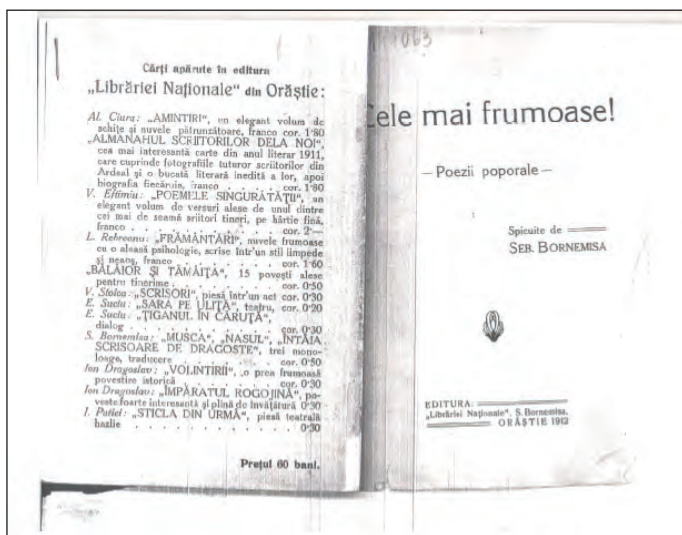 Cărți apărute în editura
„Librăriei Naționale" din Orăștie:
Al. Ciura: „AMINTIRI", un elegant volum de
schițe și nuvele pătrunzătoare, franco cor. 1·80
„ALMANAHUL SCRIITORILOR DELA NOI",
cea mai interesantă carte din anul literar 1911,
care cuprinde fotografiile tuturor scriitorilor din
Ardeal și o bucată literară inedită a lor, apoi
biografia fiecăruia, franco . . . . . cor. 1·80
V. Eftimiu: „POEMELE SINGURĂTĂȚII", un
elegant volum de versuri alese de unul dintre
cei mai de seamă sriitori tineri, pe hârtie fină,
franco . . . . . . . . . . . cor. 2·—
L. Rebreanu: „FRĂMÂNTĂRI", nuvele frumoase
cu o aleasă psihologie, scrise într'un stil limpede
și neaoș, franco . . . . . . . . cor. 1·60
„BĂLĂIOR ȘI TĂMÂIȚĂ", 15 povești alese
pentru tinerime . . . . . . . . cor. 0·50
V. Stoica: „SCRISORI", piesă într'un act cor. 0·30
E. Suciu: „SARA PE ULIȚĂ", teatru, cor. 0·20
E. Suciu: „ȚIGANUL ÎN CĂRUȚĂ",
dialog . . . . . . . . . . . cor. 0·30
S. Bornemisa: „MUSCA", „NASUL", „ÎNTÂIA
SCRISOARE DE DRAGOSTE", trei mono-
loage, traducere . . . . . . . . cor. 0·50
Ion Dragoslav: „VOLINTIRII", o prea frumoasă
povestire istorică . . . . . . . cor. 0·30
Ion Dragoslav: „ÎMPĂRATUL ROGOJINĂ", po-
veste foarte interesantă și plină de învățătură 0·30
„STICLA DIN URMĂ", piesă teatrală
hazlie . . . . . . . . . . . . 0·30
Prețul 60 bani.
1063
Cele mai frumoase!
— Poezii poporale —
Spicuite de
SEB. BORNEMISA
EDITURA:
„Librăriei Naționale", S. Bornemisa,
ORĂȘTIE 1912